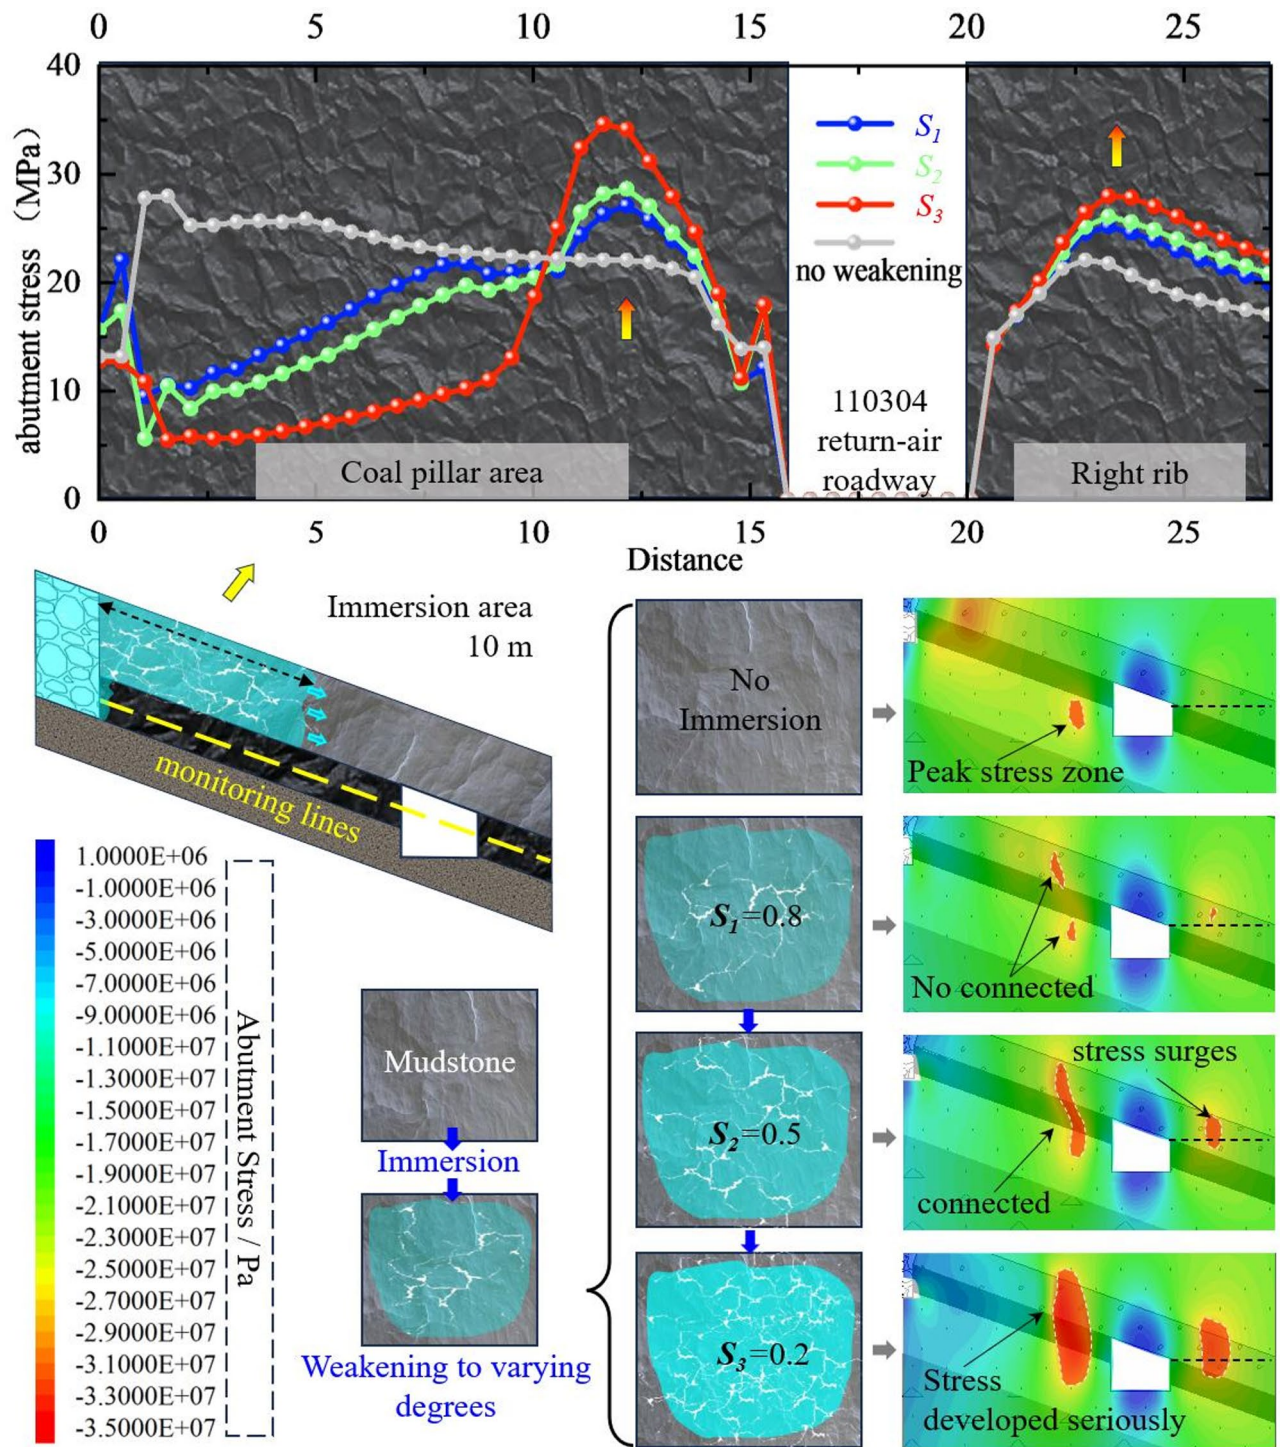 0 5 10 15 20 25
40
30
20
10
0
abutment stress （MPa）
S1
S2
S3
no weakening
110304
return-air
roadway
Coal pillar area
Right rib
0 5 10 15 20 25
Distance
Immersion area
10 m
monitoring lines
No
Immersion
Peak stress zone
1.0000E+06
-1.0000E+06
-3.0000E+06
-5.0000E+06
-7.0000E+06
-9.0000E+06
-1.1000E+07
-1.3000E+07
-1.5000E+07
-1.7000E+07
-1.9000E+07
-2.1000E+07
-2.3000E+07
-2.5000E+07
-2.7000E+07
-2.9000E+07
-3.1000E+07
-3.3000E+07
-3.5000E+07
Abutment Stress / Pa
Mudstone
Immersion
Weakening to varying
degrees
S1=0.8
No connected
S2=0.5
stress surges
connected
S3=0.2
Stress
developed seriously